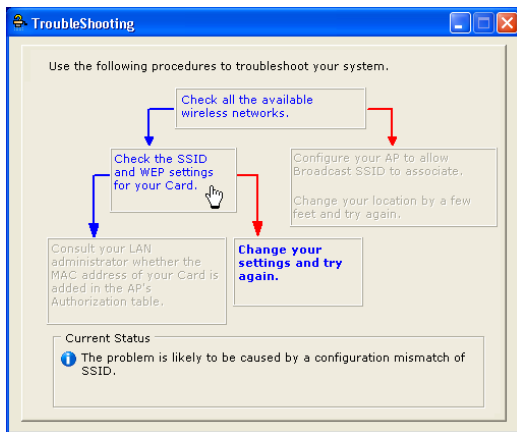 TroubleShooting
Use the following procedures to troubleshoot your system.
Check all the available
wireless networks.
Check the SSID
and WEP settings
for your Card.
Configure your AP to allow
Broadcast SSID to associate.
Change your location by a few
feet and try again.
Consult your LAN
administrator whether the
MAC address of your Card is
added in the AP's
Authorization table.
Change your
settings and try
again.
Current Status
The problem is likely to be caused by a configuration mismatch of
SSID.